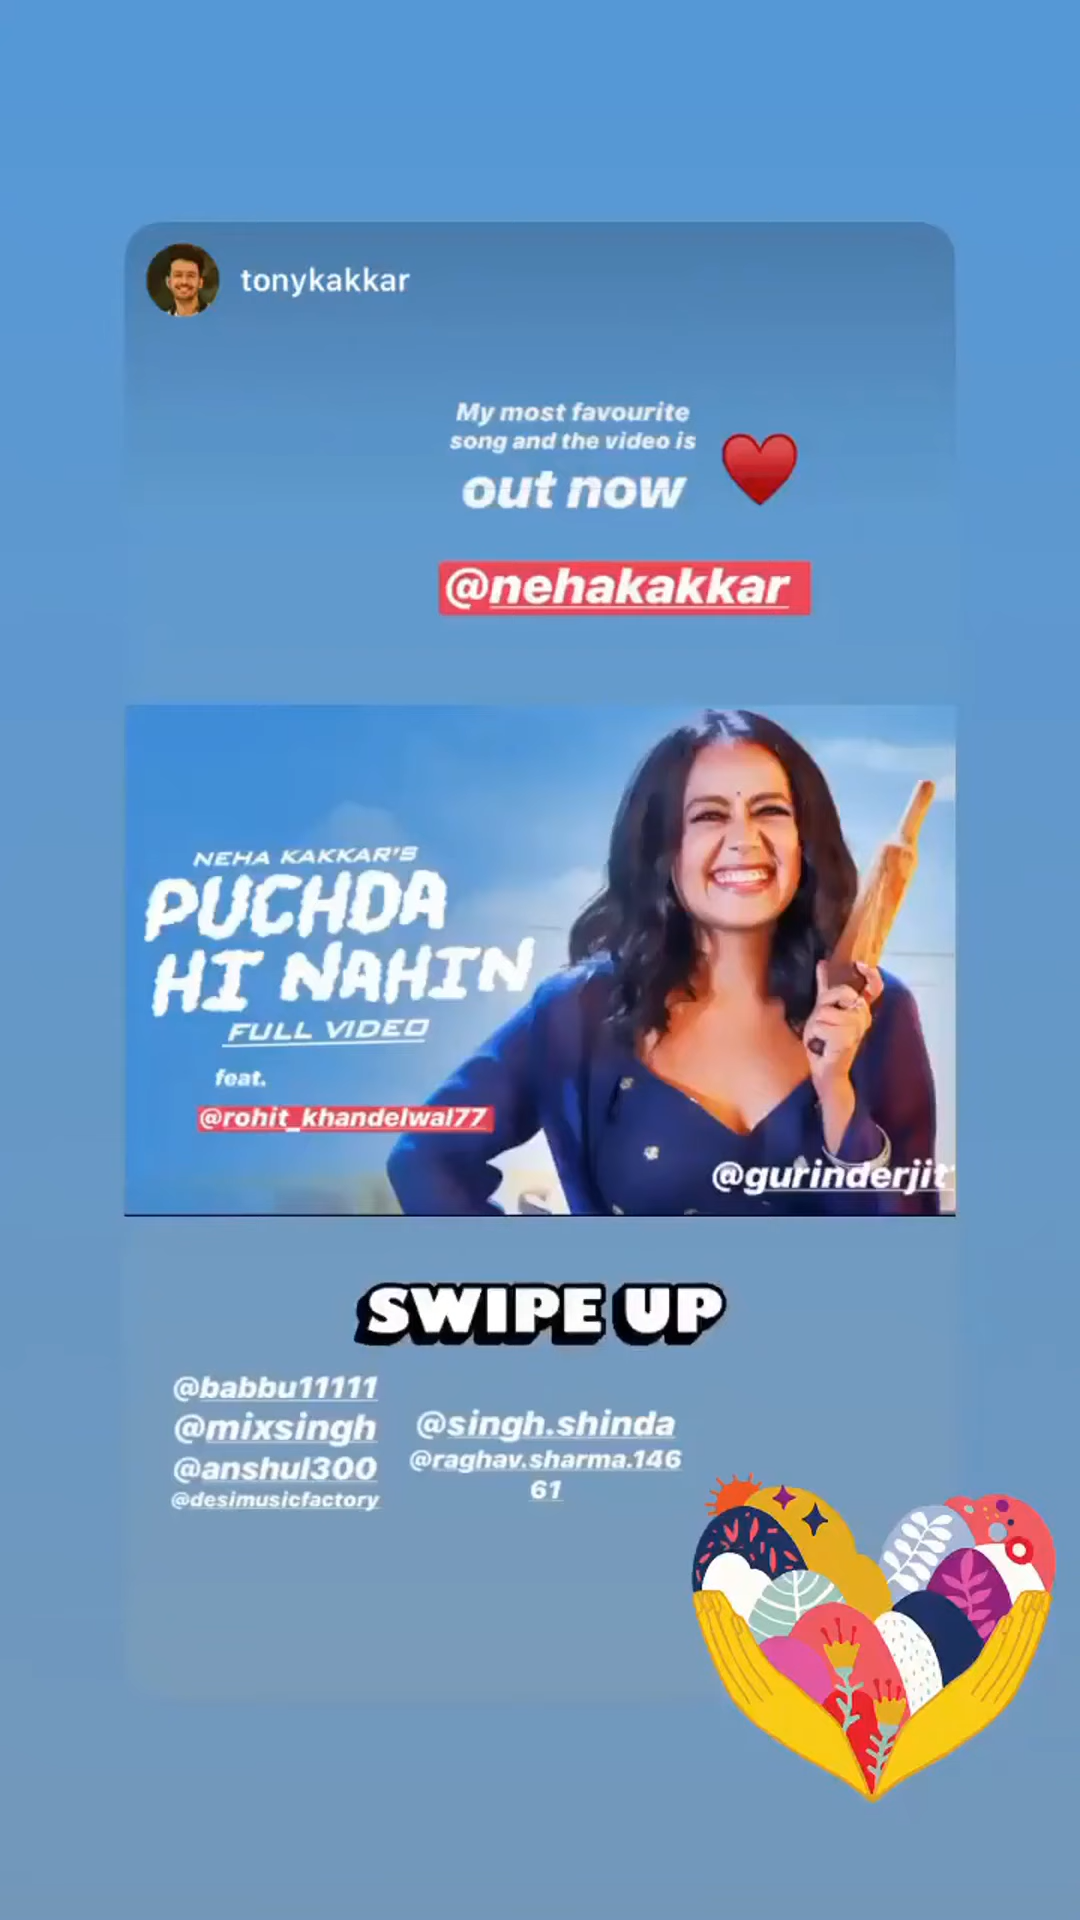 tonykakkar
My most favourite
song and the video is
out now
@nehakakkar
NEHA KAKKAR'S
PUCHDA
HI NAHIN
FULL VIDEO
feat.
@rohit_khandelwal77
@gurinderjit
SWIPE UP
@babbu11111
@mixsingh
@anshul300
@desimusicfactory
@singh.shinda
@raghav.sharma.146
61